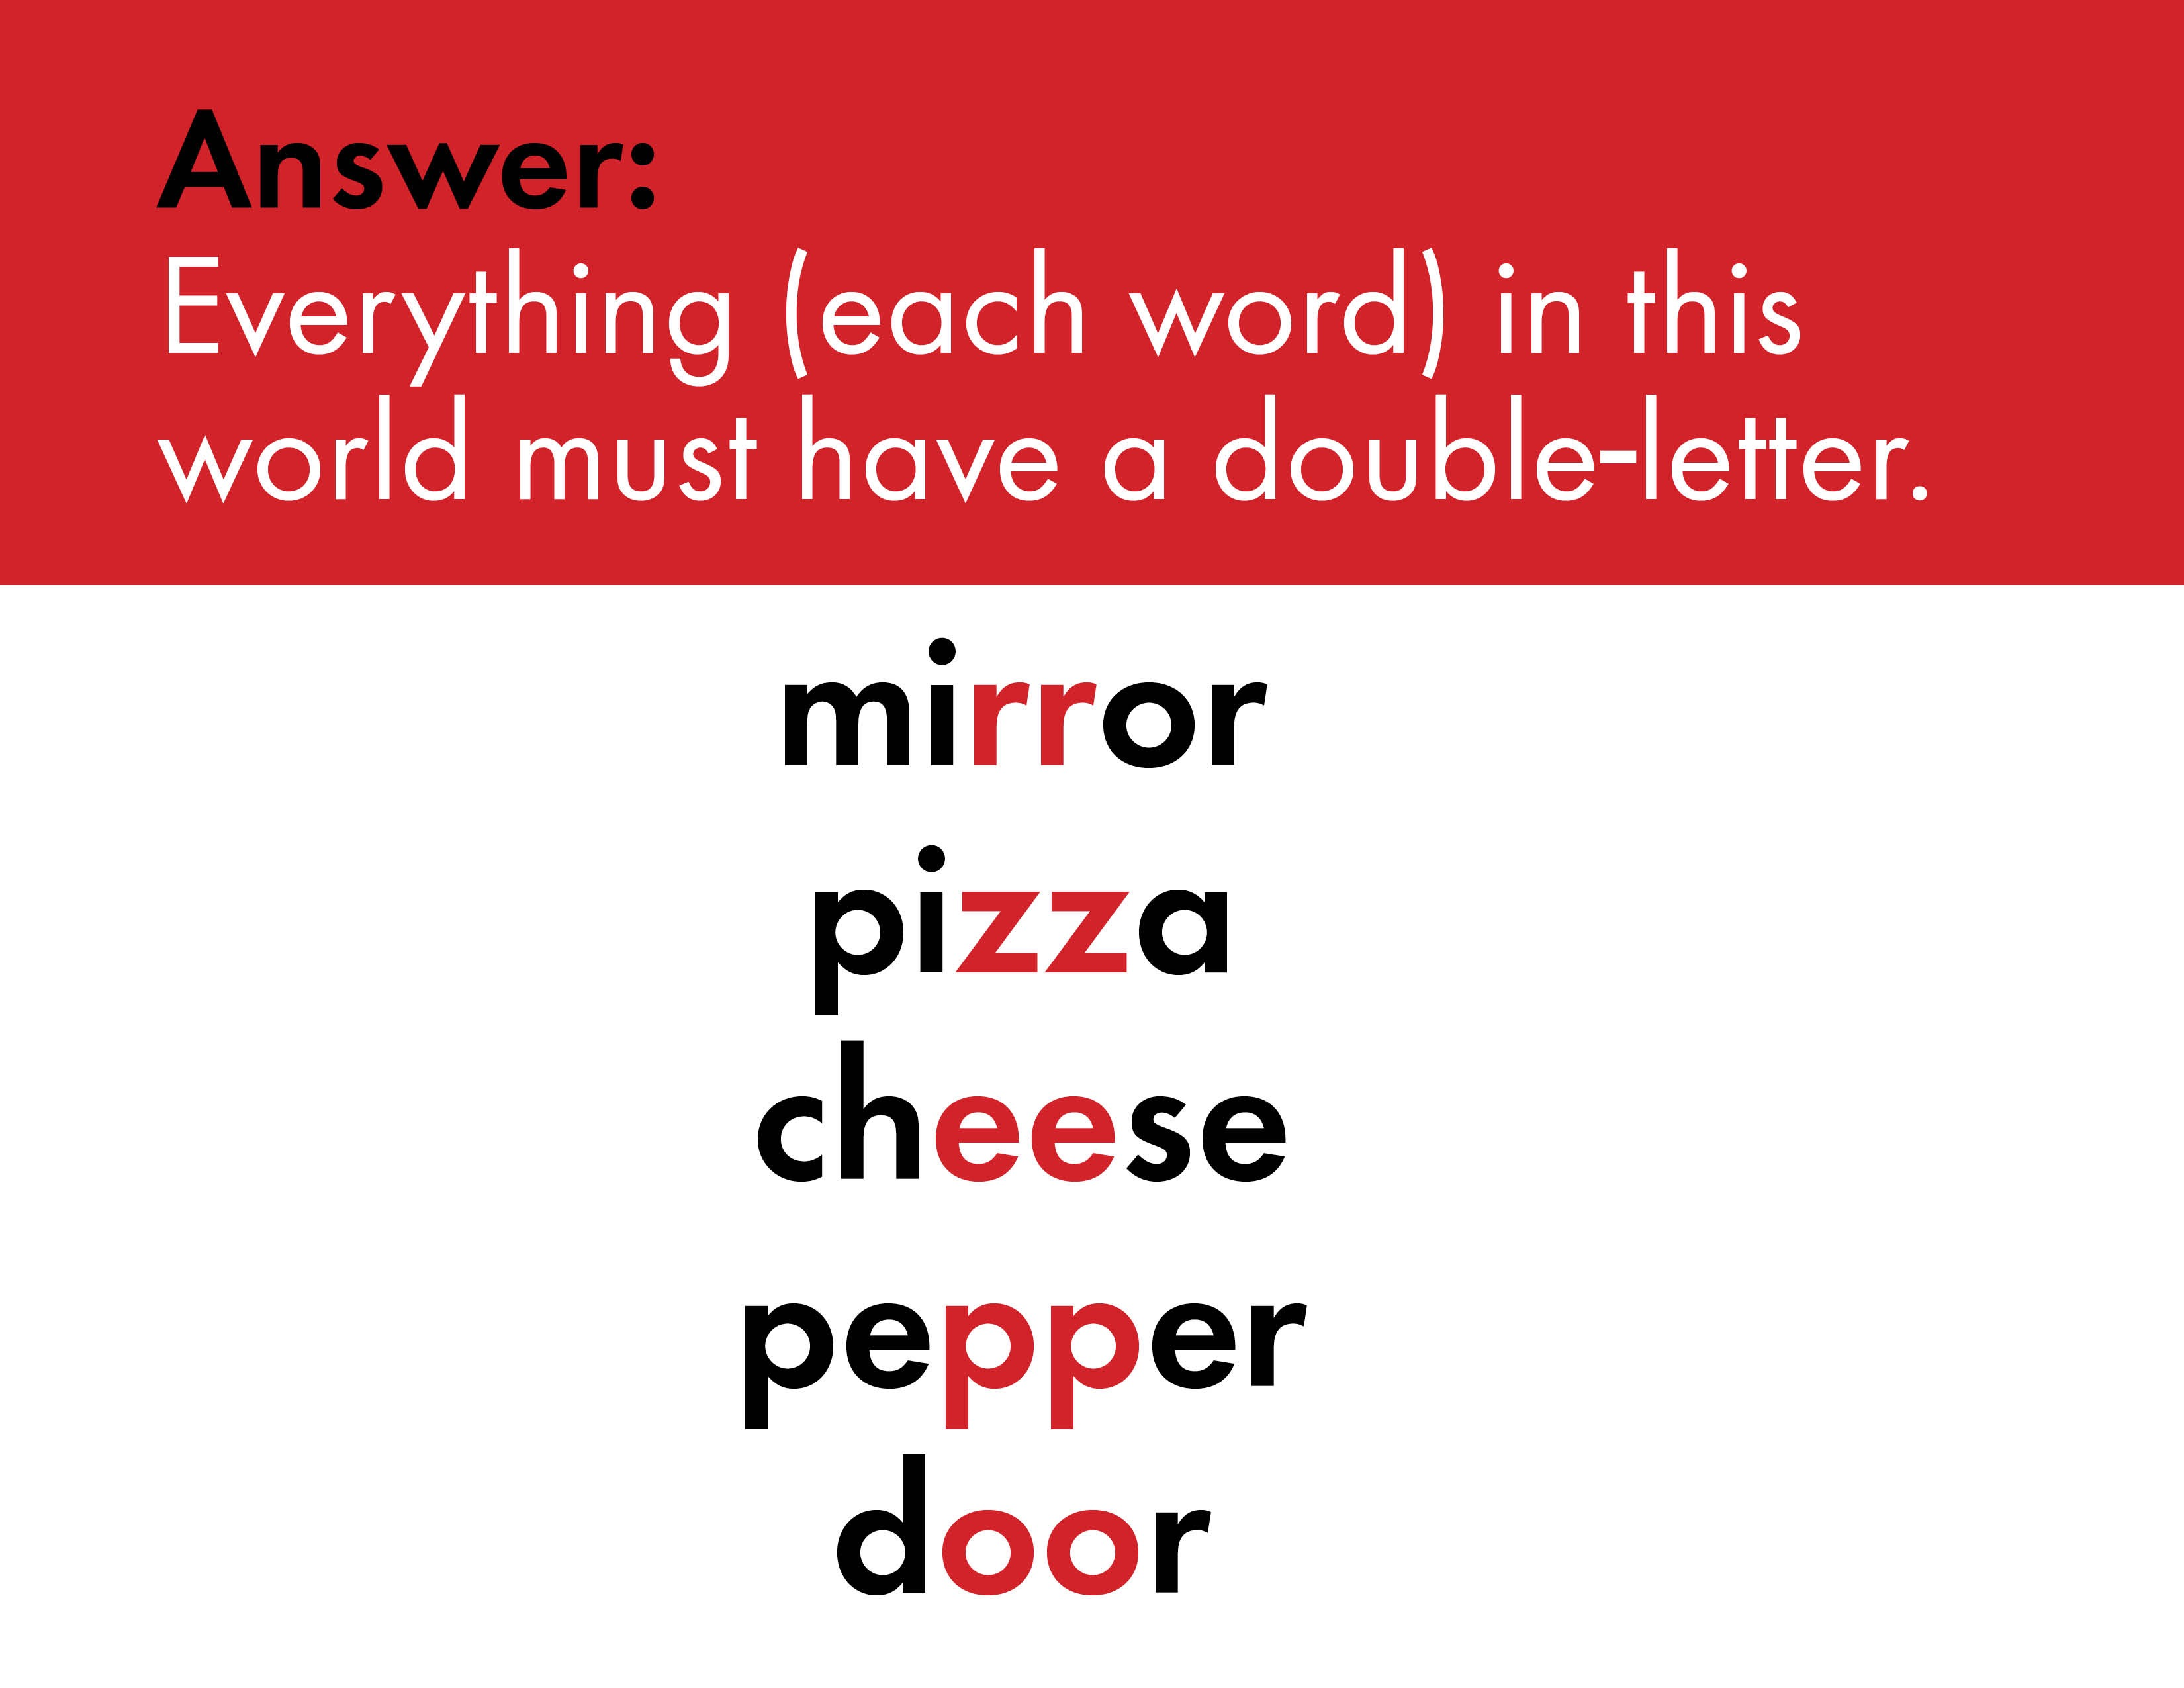 Answer:
Everything (each word) in this
world must have a double-letter.
mirror
pizza
cheese
pepper
door